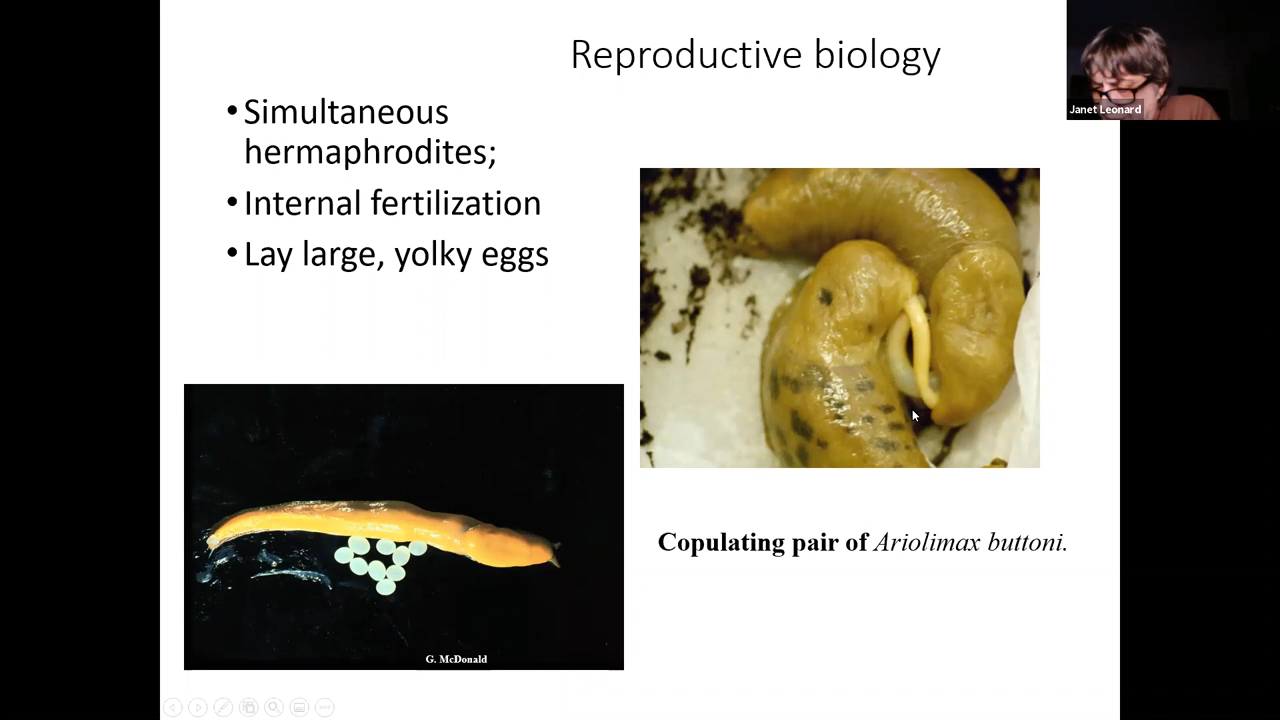 Reproductive biology
Janet Leonard
• Simultaneous
hermaphrodites;
• Internal fertilization
• Lay large, yolky eggs
Copulating pair of Ariolimax buttoni.
G. McDonald